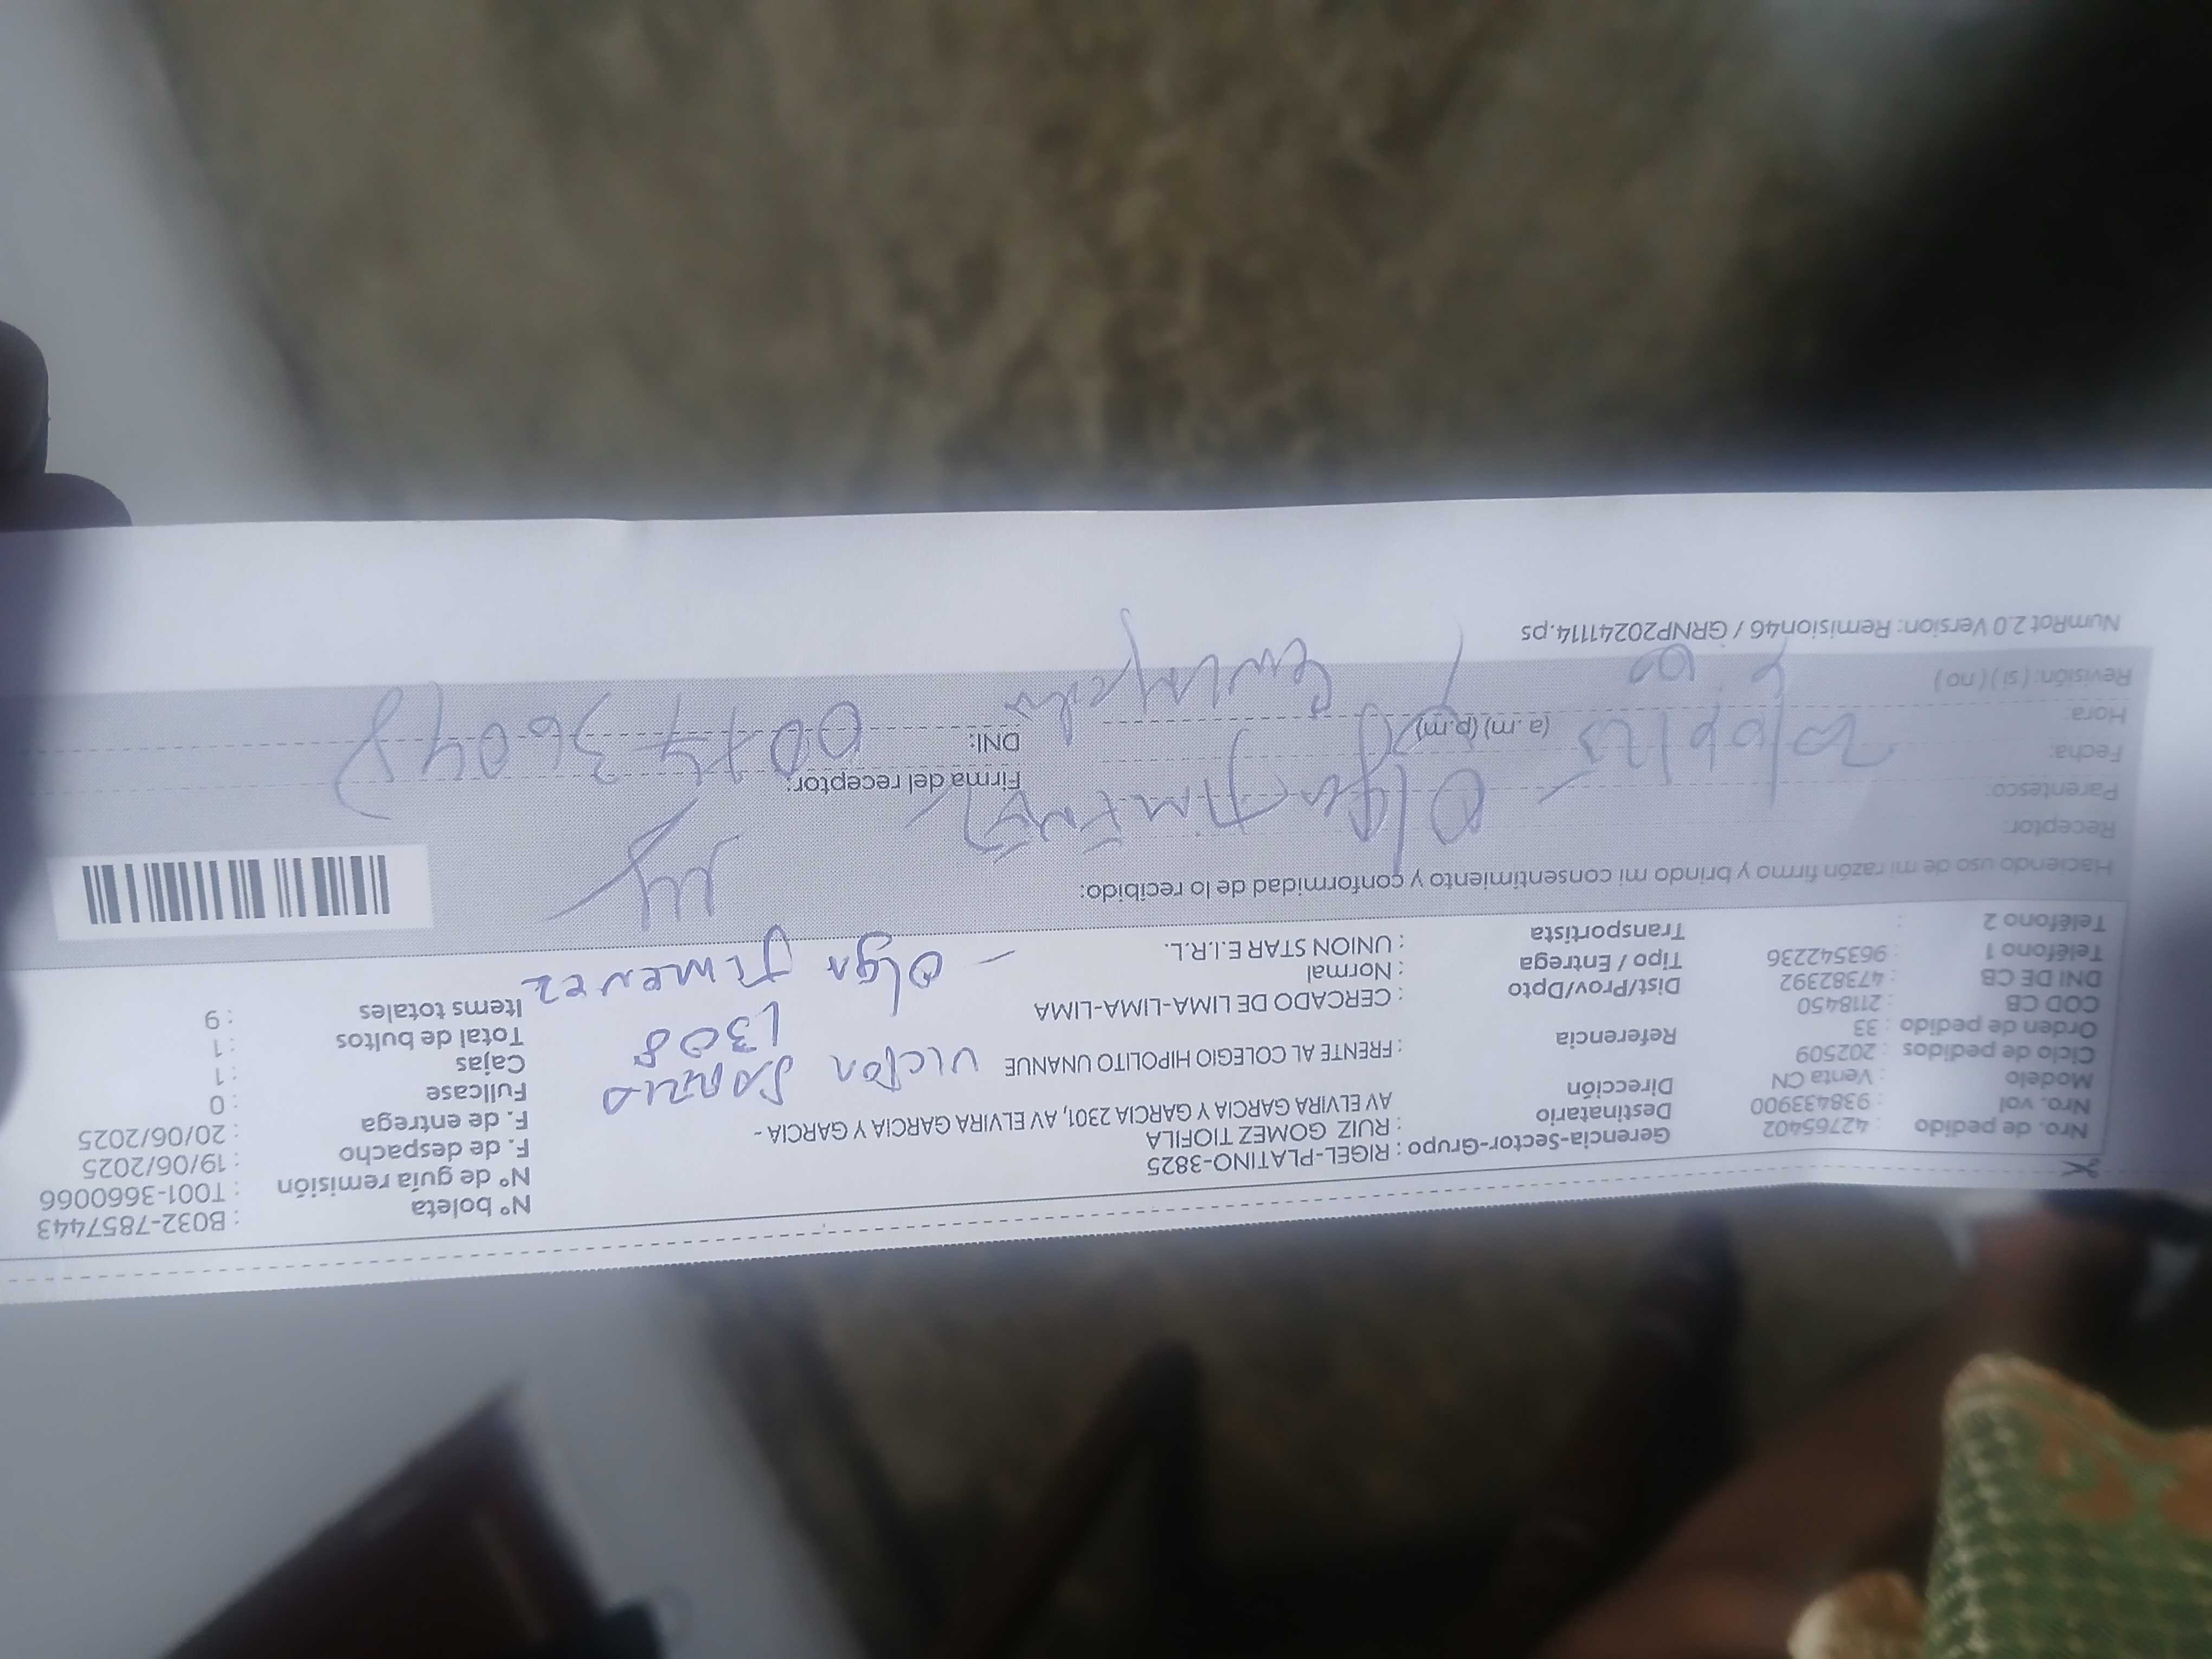 Nro. de pedido : 42765402
Nro. vol : 938433900
Modelo : Venta CN
Ciclo de pedidos : 202509
Orden de pedido : 33
COD CB : 2118450
DNI DE CB : 47382392
Teléfono 1 : 963542236
Teléfono 2 :
Gerencia-Sector-Grupo : RIGEL-PLATINO-3825
Destinatario : RUIZ GOMEZ TIOFILA
Dirección AV ELVIRA GARCIA Y GARCIA 2301, AV ELVIRA GARCIA Y GARCIA -
Referencia : FRENTE AL COLEGIO HIPOLITO UNANUE
Dist/Prov/Dpto : CERCADO DE LIMA-LIMA-LIMA
Tipo / Entrega : Normal
Transportista : UNION STAR E.I.R.L.
Victor
1308
- Olga Jimenez
N° boleta : B032-7857443
N° de guía remisión : T001-3660066
F. de despacho : 19/06/2025
F. de entrega : 20/06/2025
Fullcase : 0
Cajas : 1
Total de bultos : 1
Items totales : 9
Haciendo uso de mi razón firmo y brindo mi consentimiento y conformidad de lo recibido:
Receptor: Olga Jimenez
Parentesco:
Fecha:
Hora: (a.m) (p.m)
Revisión: ( si ) ( no )
Firma del receptor:
DNI:
NumRot 2.0 Version: Remision46 / GRNP20241114.ps